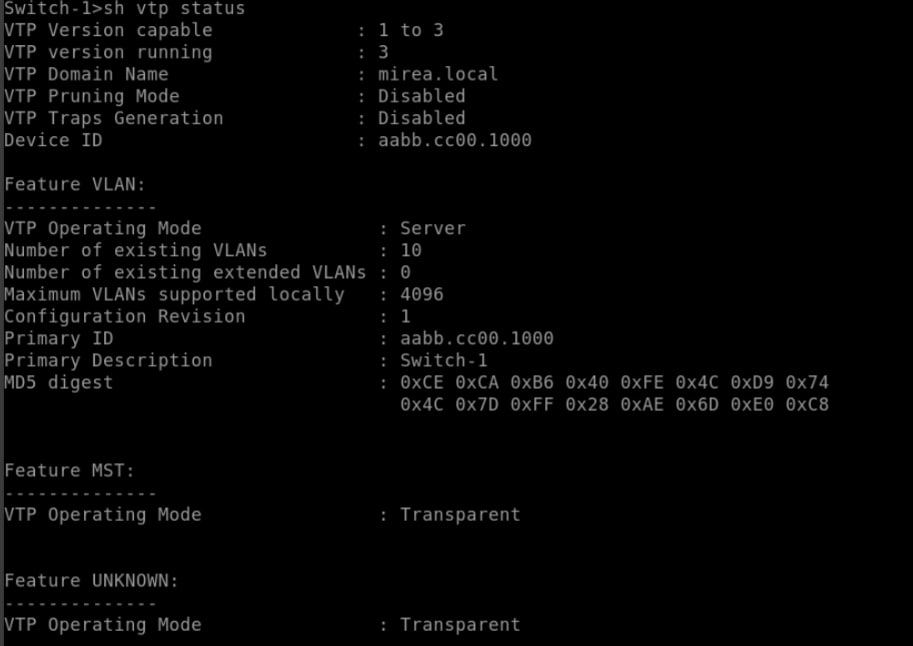 Switch-1>sh vtp status
VTP Version capable             : 1 to 3
VTP version running             : 3
VTP Domain Name                 : mirea.local
VTP Pruning Mode                : Disabled
VTP Traps Generation            : Disabled
Device ID                       : aabb.cc00.1000

Feature VLAN:
--------------
VTP Operating Mode                : Server
Number of existing VLANs          : 10
Number of existing extended VLANs : 0
Maximum VLANs supported locally   : 4096
Configuration Revision            : 1
Primary ID                        : aabb.cc00.1000
Primary Description               : Switch-1
MD5 digest                        : 0xCE 0xCA 0xB6 0x40 0xFE 0x4C 0xD9 0x74
                                    0x4C 0x7D 0xFF 0x28 0xAE 0x6D 0xE0 0xC8

Feature MST:
--------------
VTP Operating Mode                : Transparent

Feature UNKNOWN:
--------------
VTP Operating Mode                : Transparent